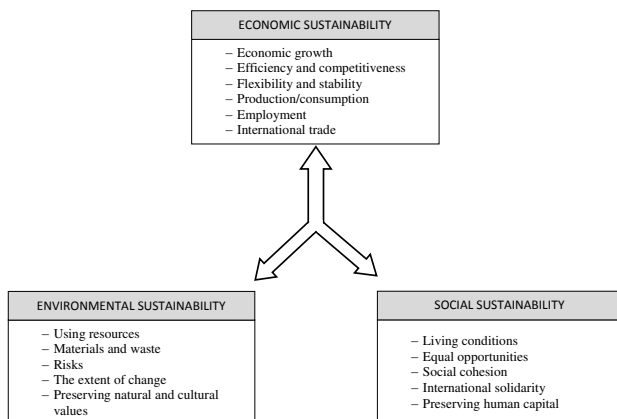 ECONOMIC SUSTAINABILITY
– Economic growth
– Efficiency and competitiveness
– Flexibility and stability
– Production/consumption
– Employment
– International trade
ENVIRONMENTAL SUSTAINABILITY
– Using resources
– Materials and waste
– Risks
– The extent of change
– Preserving natural and cultural
values
SOCIAL SUSTAINABILITY
– Living conditions
– Equal opportunities
– Social cohesion
– International solidarity
– Preserving human capital